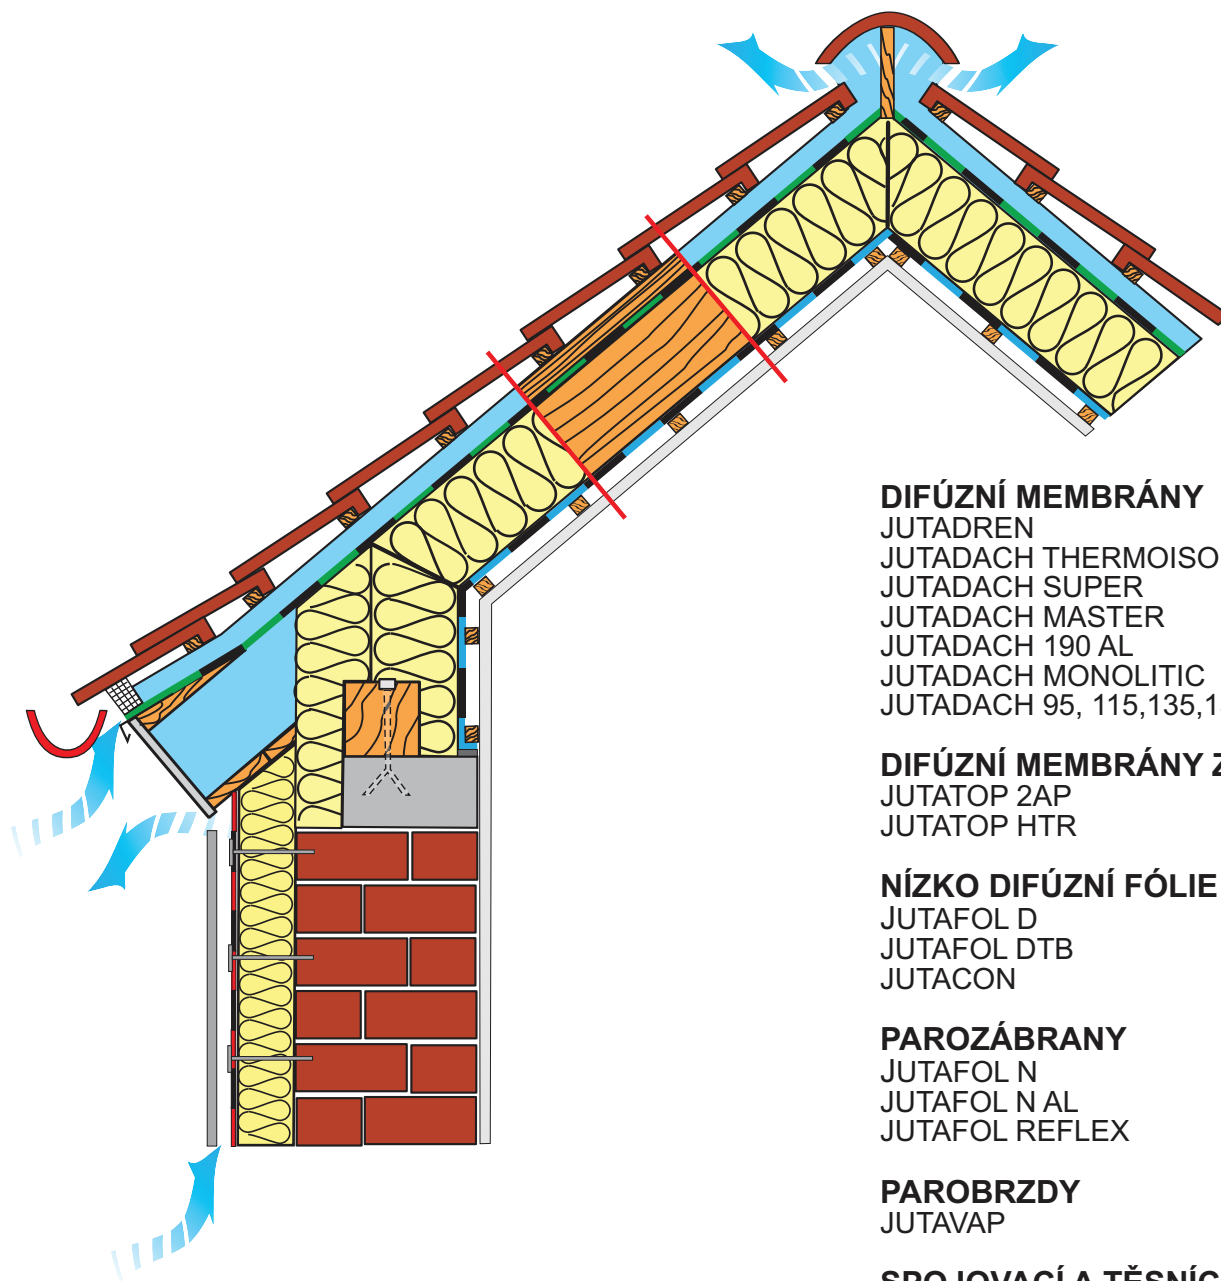 DIFÚZNÍ MEMBRÁNY
JUTADREN
JUTADACH THERMOISO
JUTADACH SUPER
JUTADACH MASTER
JUTADACH 190 AL
JUTADACH MONOLITIC
JUTADACH 95, 115,135,1
DIFÚZNÍ MEMBRÁNY Z
JUTATOP 2AP
JUTATOP HTR
NÍZKO DIFÚZNÍ FÓLIE
JUTAFOL D
JUTAFOL DTB
JUTACON
PAROZÁBRANY
JUTAFOL N
JUTAFOL N AL
JUTAFOL REFLEX
PAROBRZDY
JUTAVAP
SPOJOVACÍ A TĚSNÍC